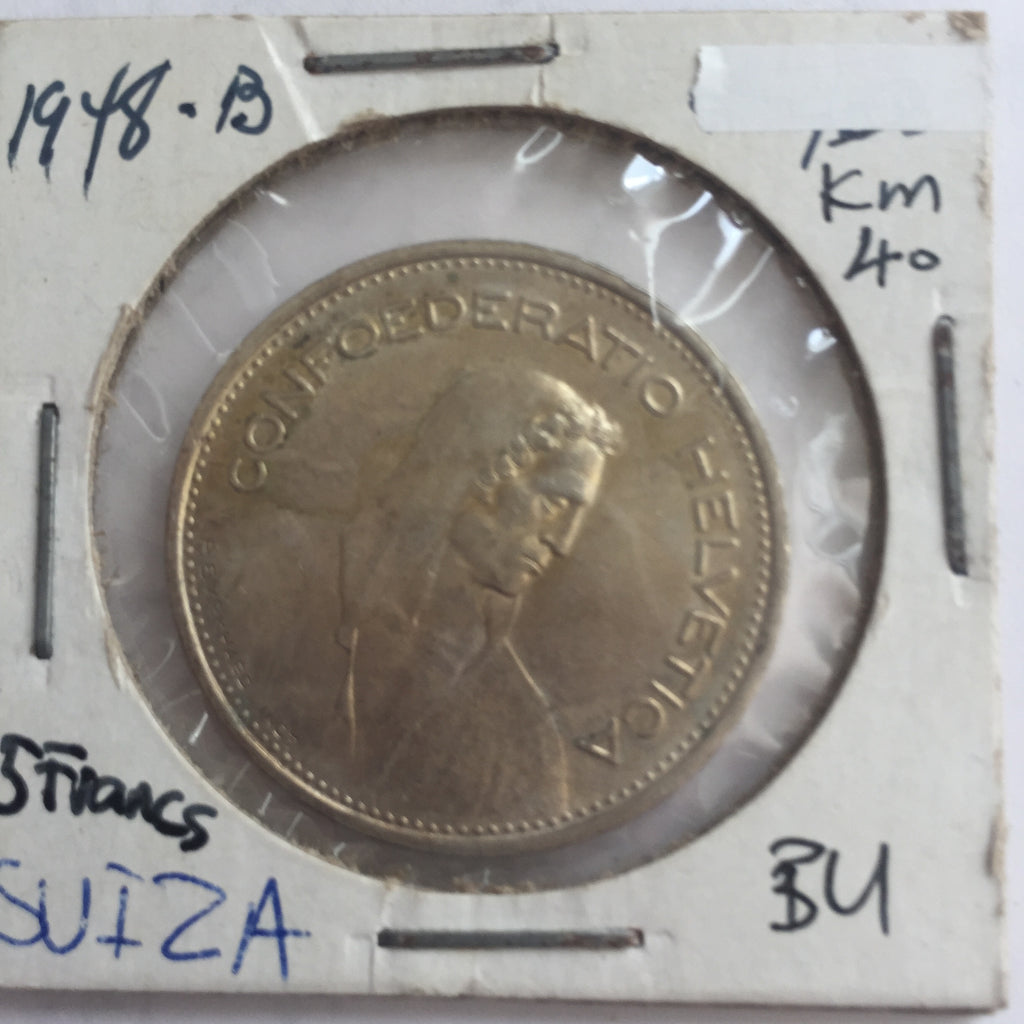 1948 - B
Km
40
CONFOEDERATIO HELVETICA
5 Francs
SUIZA
BU